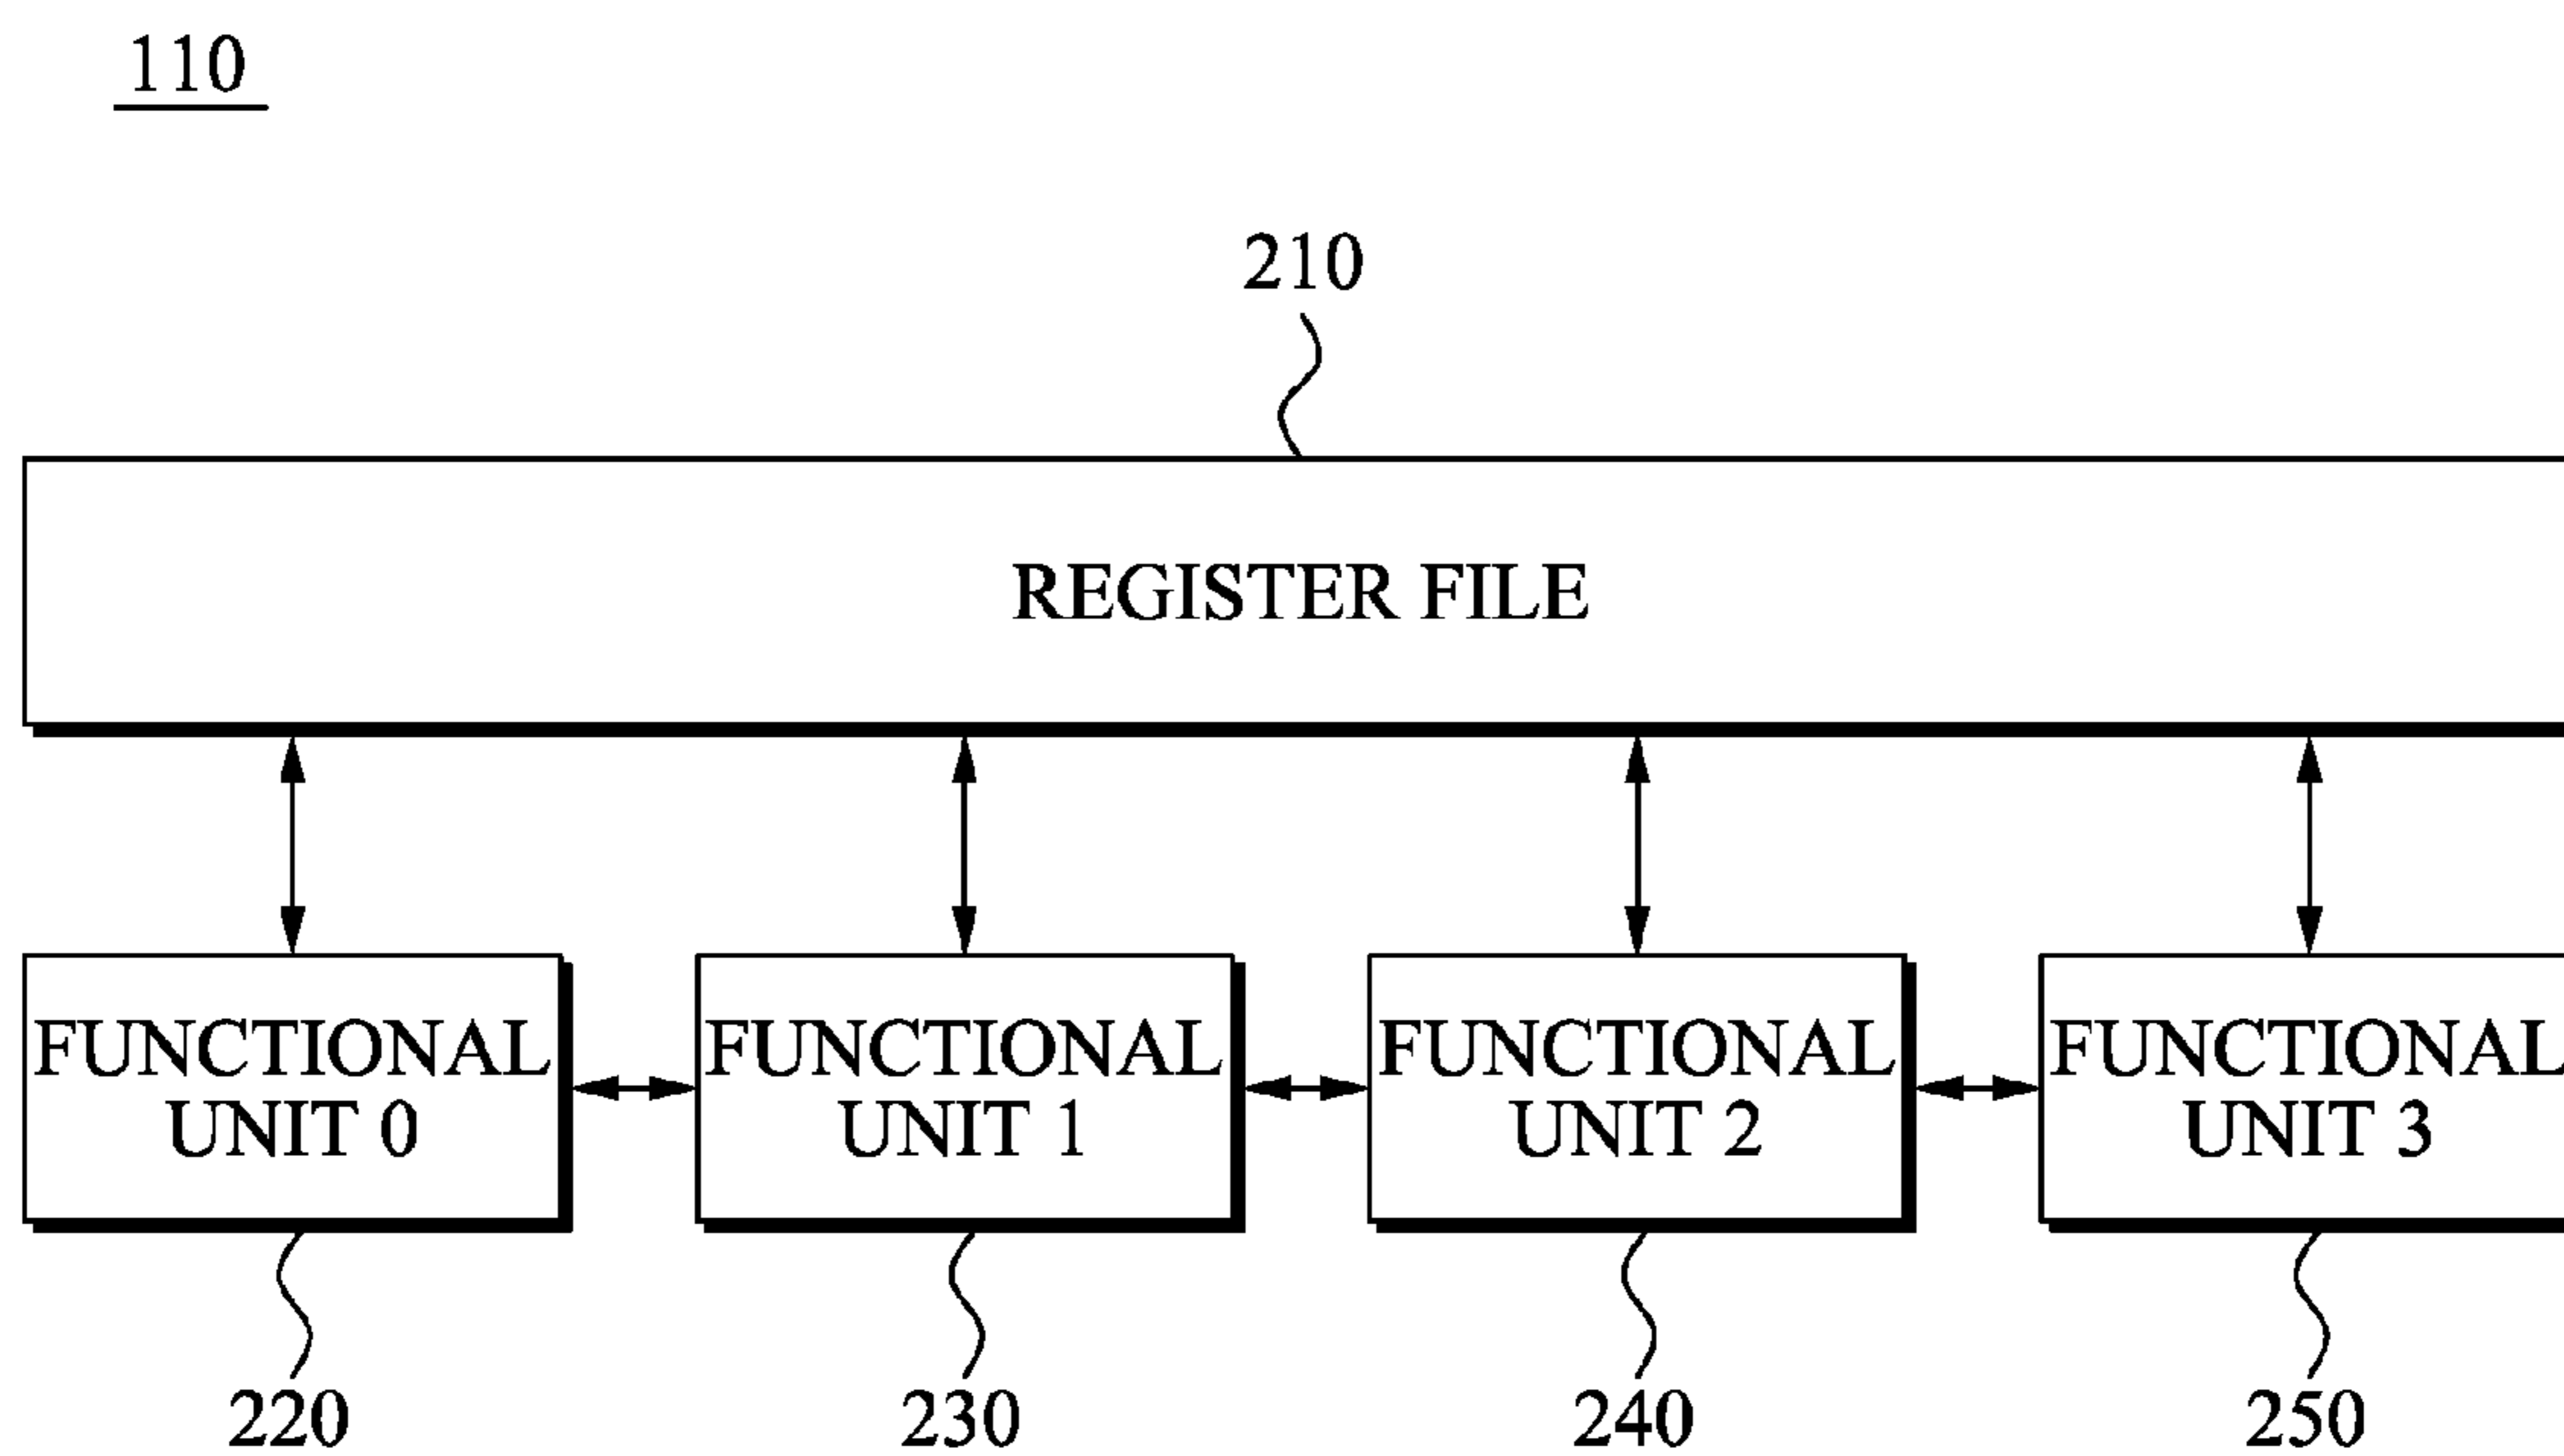 110
210
REGISTER FILE
FUNCTIONAL UNIT 0
FUNCTIONAL UNIT 1
FUNCTIONAL UNIT 2
FUNCTIONAL UNIT 3
220
230
240
250